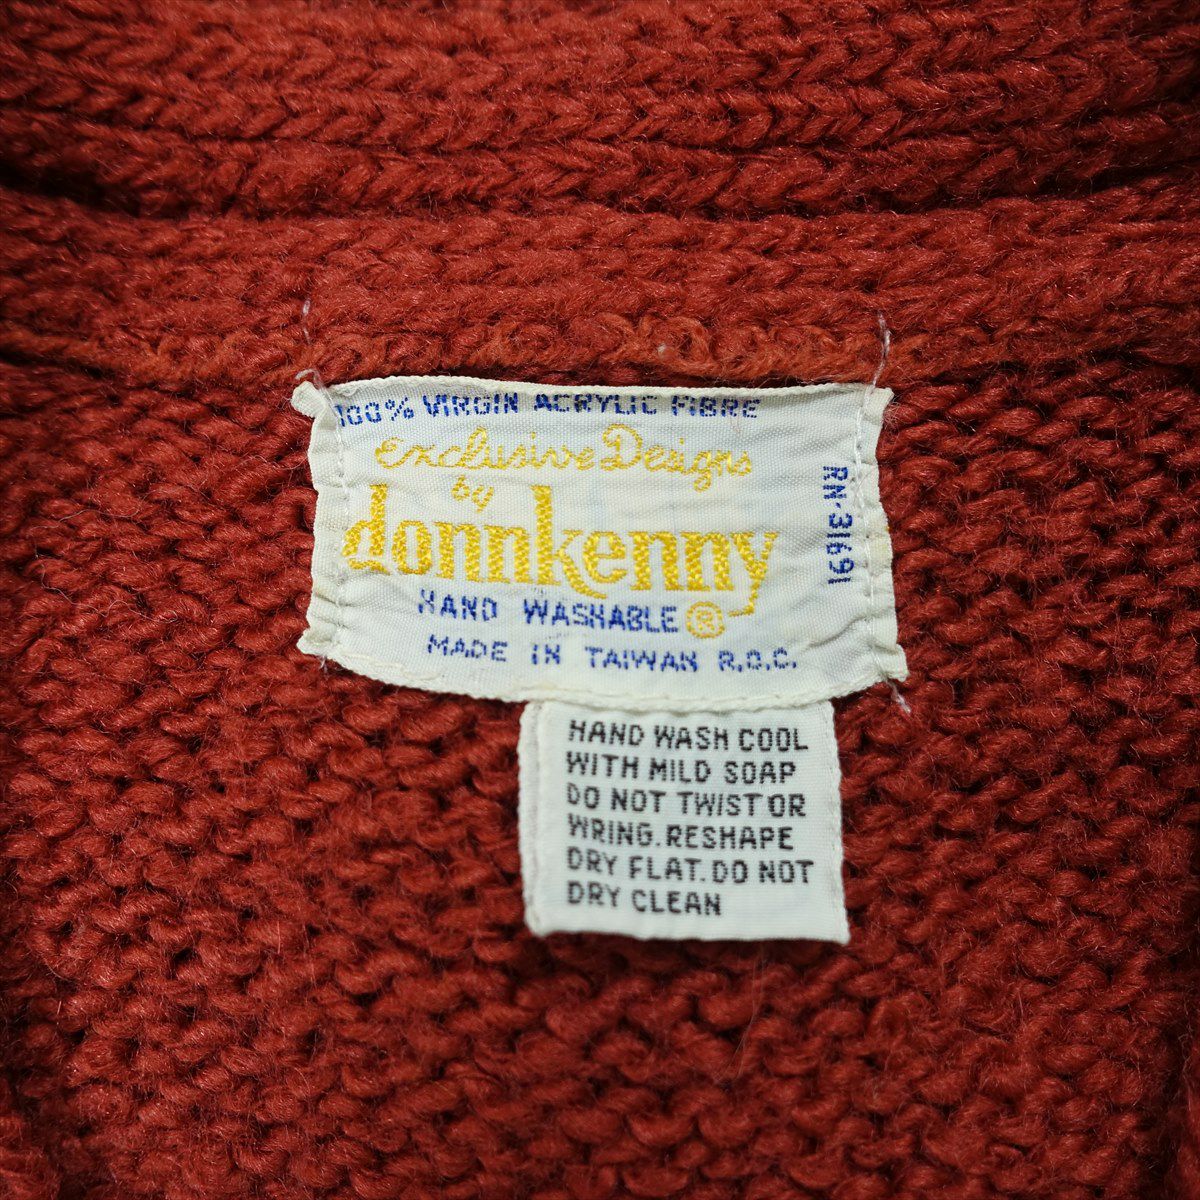 100% VIRGIN ACRYLIC FIBRE
Exclusive Designs
by
donnkenny
HAND WASHABLE ®
MADE IN TAIWAN R.O.C.
RN-31691
HAND WASH COOL
WITH MILD SOAP
DO NOT TWIST OR
WRING.RESHAPE
DRY FLAT.DO NOT
DRY CLEAN